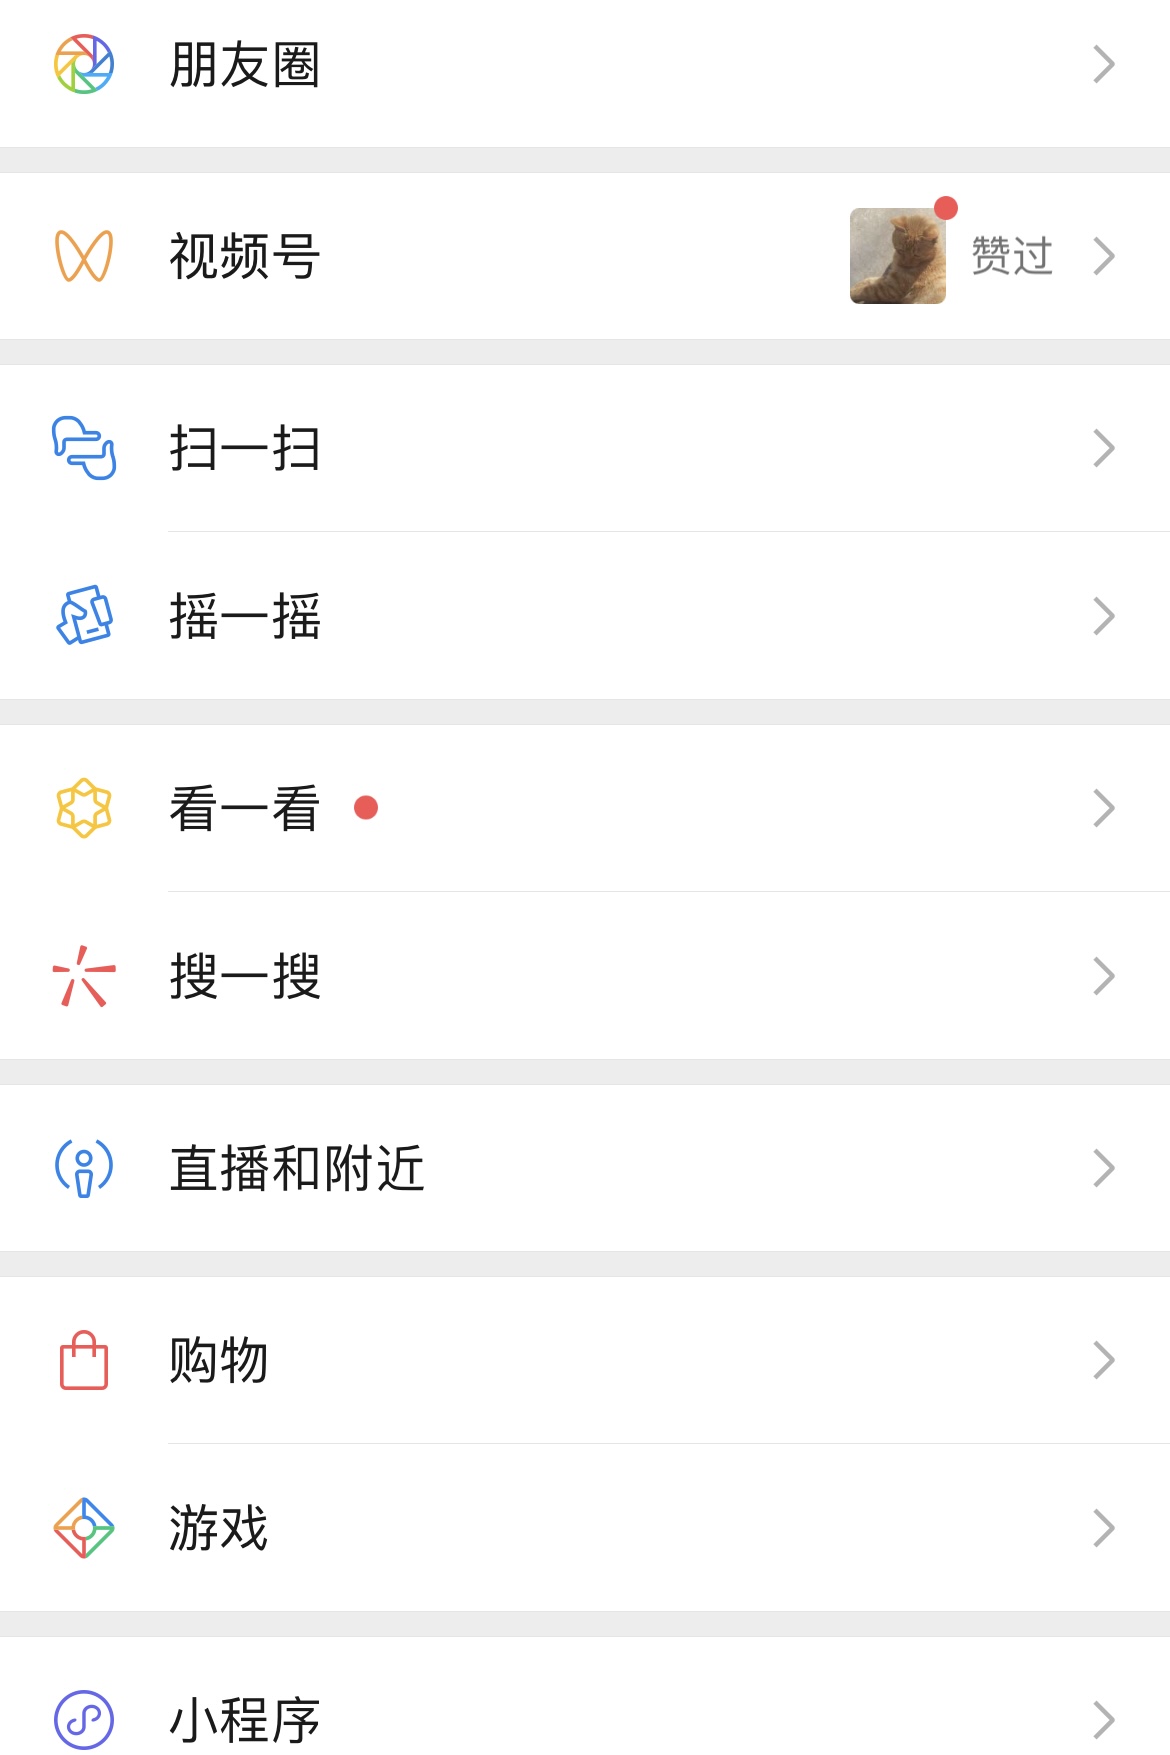 朋友圈
视频号 赞过
扫一扫
摇一摇
看一看
搜一搜
直播和附近
购物
游戏
小程序